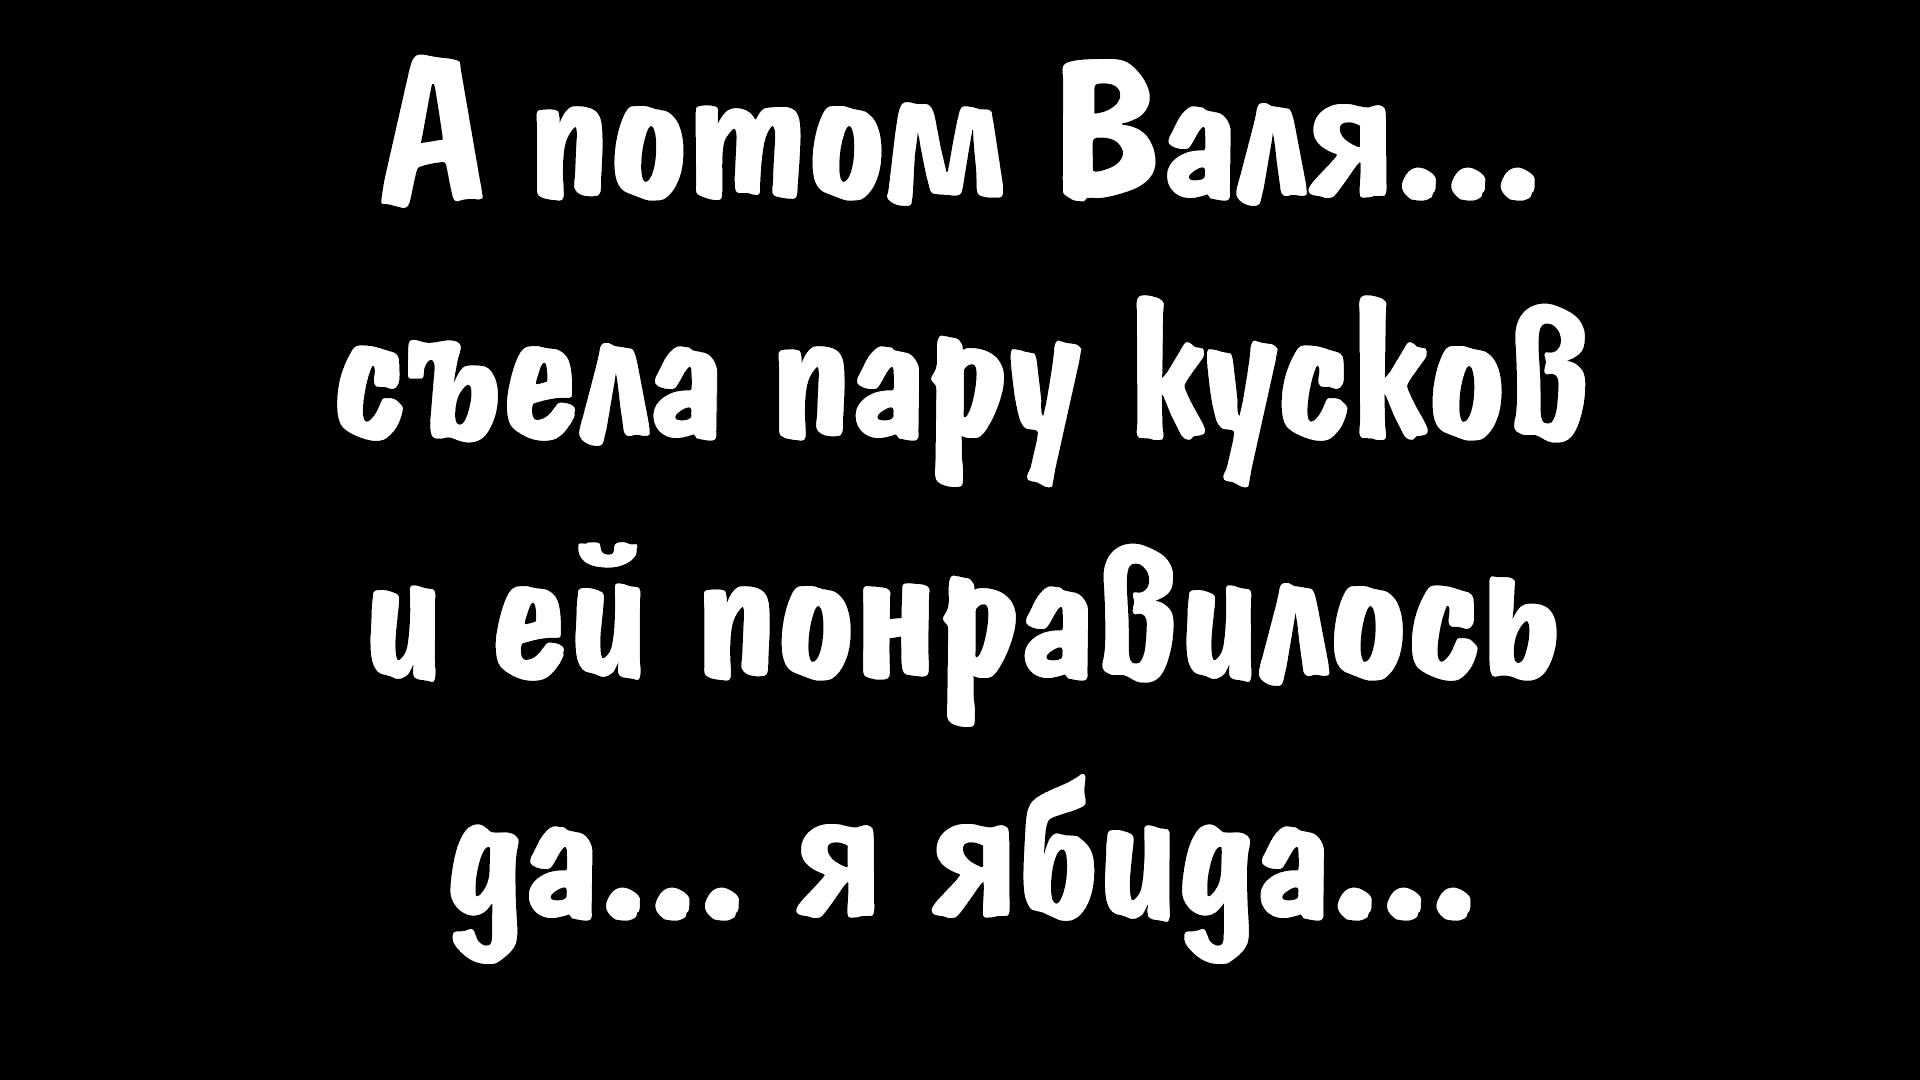 А потом Валя...
съела пару кусков
и ей понравилось
да... я ябида...